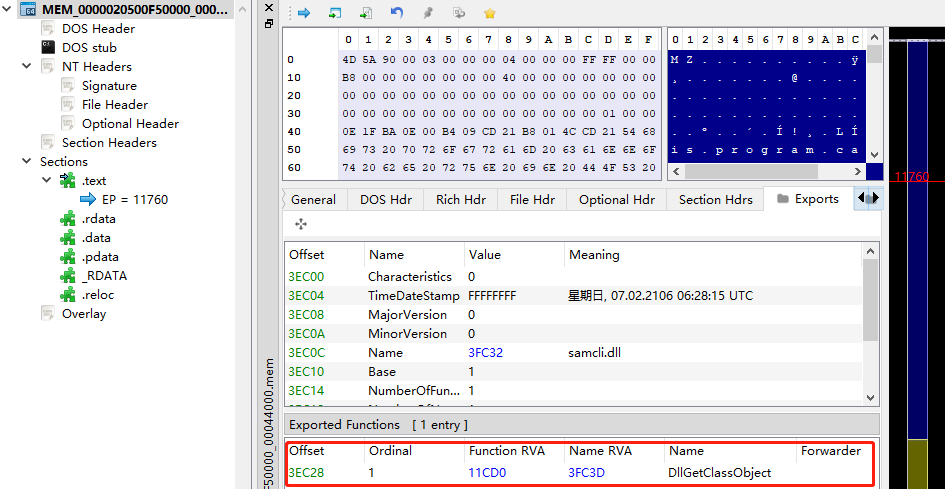 MEM_0000020500F50000_000...
DOS Header
DOS stub
NT Headers
Signature
File Header
Optional Header
Section Headers
Sections
.text
EP = 11760
.rdata
.data
.pdata
_RDATA
.reloc
Overlay
0 1 2 3 4 5 6 7 8 9 A B C D E F
0 4D 5A 90 00 03 00 00 00 04 00 00 00 FF FF 00 00
10 B8 00 00 00 00 00 00 00 40 00 00 00 00 00 00 00
20 00 00 00 00 00 00 00 00 00 00 00 00 00 00 00 00
30 00 00 00 00 00 00 00 00 00 00 00 00 00 01 00 00
40 0E 1F BA 0E 00 B4 09 CD 21 B8 01 4C CD 21 54 68
50 69 73 20 70 72 6F 67 72 61 6D 20 63 61 6E 6E 6F
60 74 20 62 65 20 72 75 6E 20 69 6E 20 44 4F 53 20
0 1 2 3 4 5 6 7 8 9 A B C
M Z . . . . . . . . . . ÿ
¸ . . . . . . . @ . . . .
. . . . . . . . . . . . .
. . . . . . . . . . . . .
. . º . . ´ . Í ! ¸ . L Í
i s . p r o g r a m . c a
11760
General DOS Hdr Rich Hdr File Hdr Optional Hdr Section Hdrs Exports
Offset Name Value Meaning
3EC00 Characteristics 0
3EC04 TimeDateStamp FFFFFFFF 星期日, 07.02.2106 06:28:15 UTC
3EC08 MajorVersion 0
3EC0A MinorVersion 0
3EC0C Name 3FC32 samcli.dll
3EC10 Base 1
3EC14 NumberOfFun... 1
Exported Functions [ 1 entry ]
Offset Ordinal Function RVA Name RVA Name Forwarder
3EC28 1 11CD0 3FC3D DllGetClassObject
F50000_00044000.mem